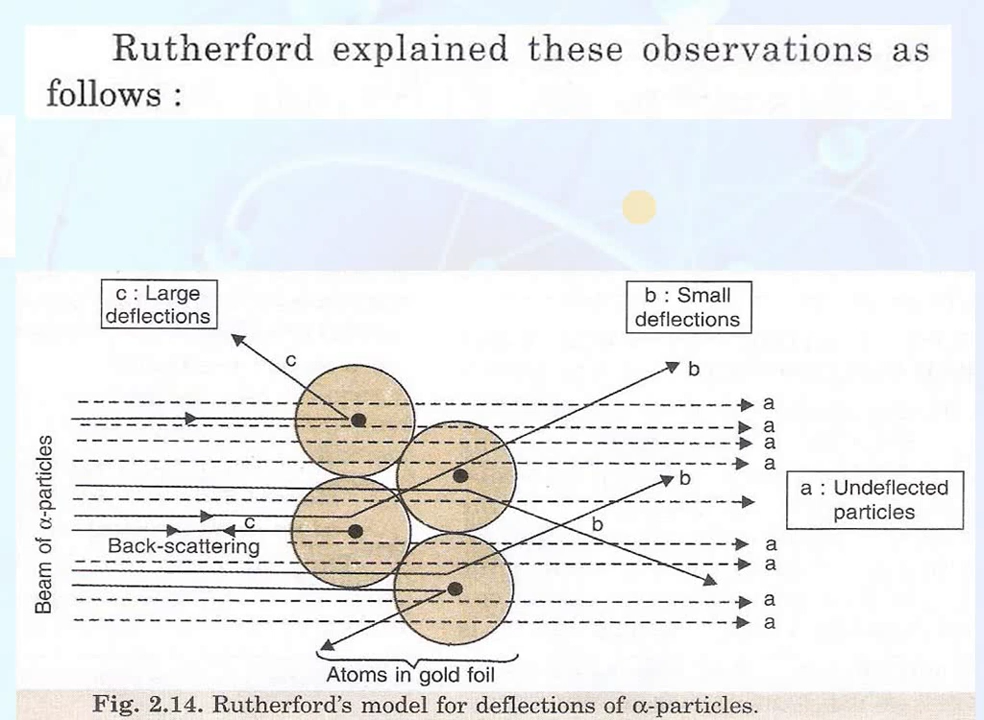 Rutherford explained these observations as
follows :
c : Large
deflections
b : Small
deflections
c
b
a
a
a
a
b
a : Undeflected
particles
b
c
Back-scattering
a
a
a
a
Beam of α-particles
Atoms in gold foil
Fig. 2.14. Rutherford's model for deflections of α-particles.